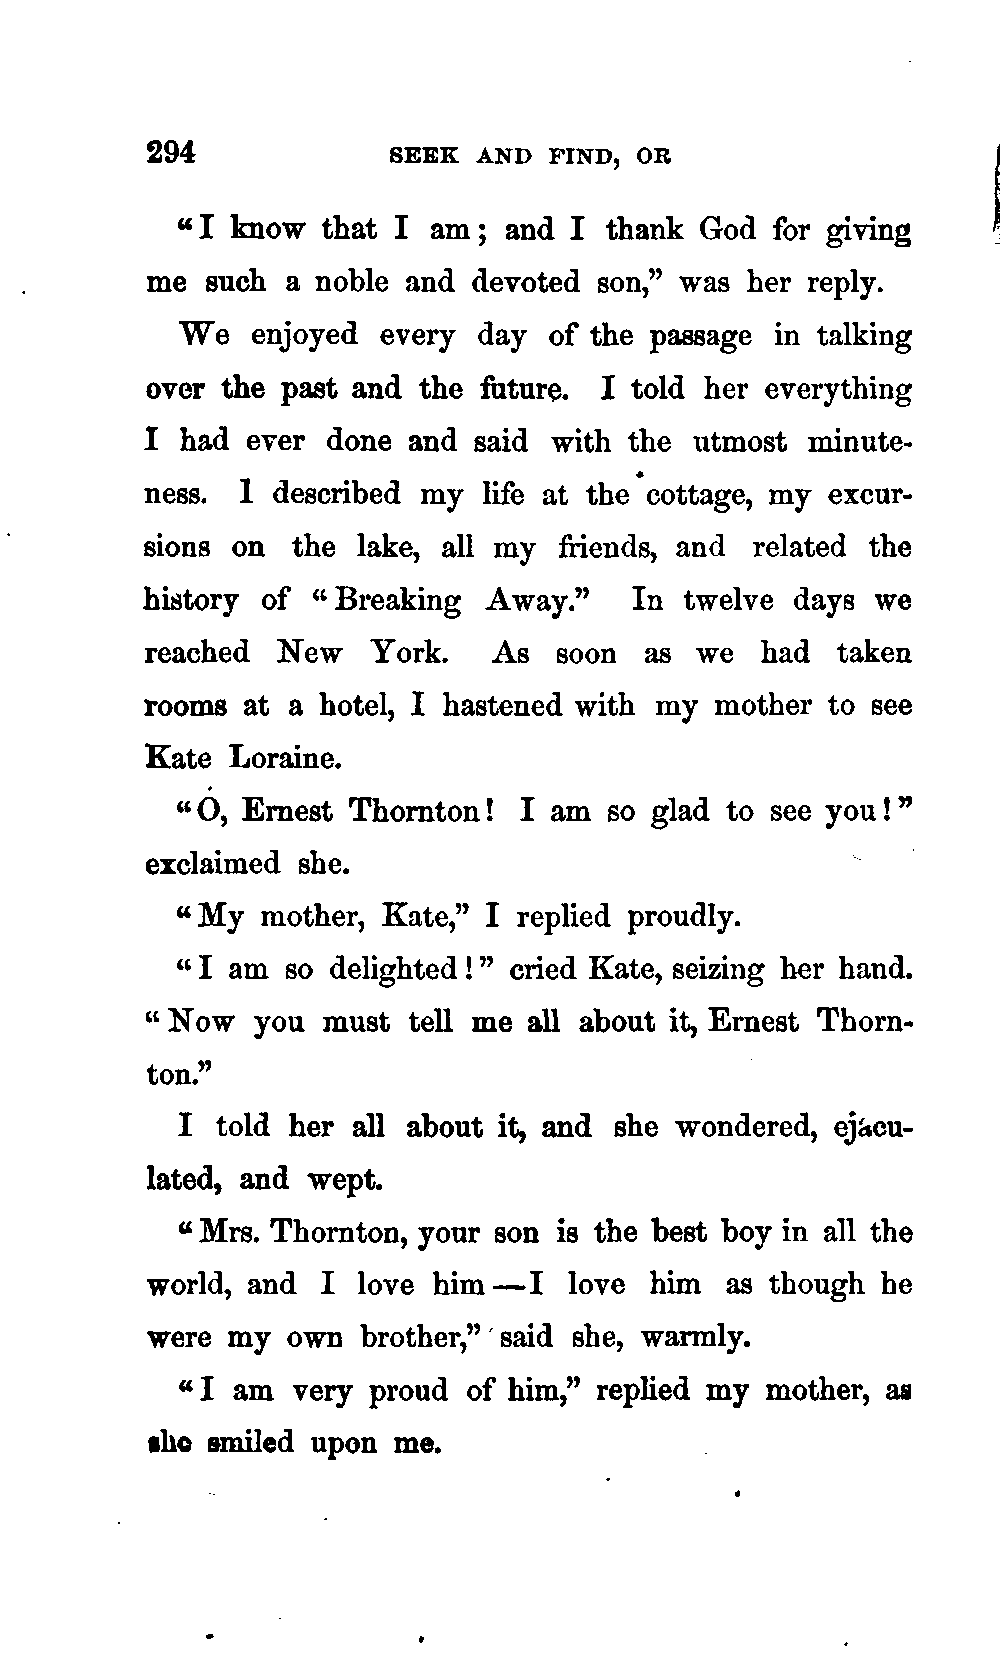 294 SEEK AND FIND, OR
“I know that I am; and I thank God for giving
me such a noble and devoted son,” was her reply.
We enjoyed every day of the passage in talking
over the past and the future. I told her everything
I had ever done and said with the utmost minute-
ness. I described my life at the cottage, my excur-
sions on the lake, all my friends, and related the
history of “Breaking Away.” In twelve days we
reached New York. As soon as we had taken
rooms at a hotel, I hastened with my mother to see
Kate Loraine.
“O, Ernest Thornton! I am so glad to see you!”
exclaimed she.
“My mother, Kate,” I replied proudly.
“I am so delighted!” cried Kate, seizing her hand.
“Now you must tell me all about it, Ernest Thorn-
ton.”
I told her all about it, and she wondered, ejacu-
lated, and wept.
“Mrs. Thornton, your son is the best boy in all the
world, and I love him—I love him as though he
were my own brother,” said she, warmly.
“I am very proud of him,” replied my mother, as
she smiled upon me.